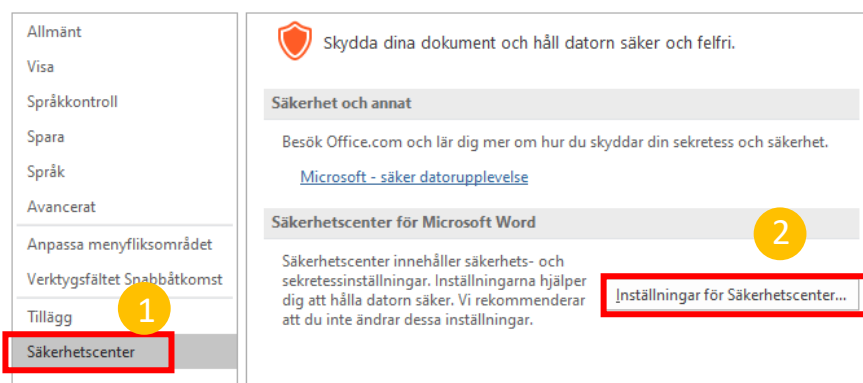 Allmänt
Visa
Språkkontroll
Spara
Språk
Avancerat
Anpassa menyfliksområdet
Verktygsfältet Snabbåtkomst
Tillägg
1
Säkerhetscenter
Skydda dina dokument och håll datorn säker och felfri.
Säkerhet och annat
Besök Office.com och lär dig mer om hur du skyddar din sekretess och säkerhet.
Microsoft - säker datorupplevelse
Säkerhetscenter för Microsoft Word
2
Säkerhetscenter innehåller säkerhets- och
sekretessinställningar. Inställningarna hjälper
dig att hålla datorn säker. Vi rekommenderar
att du inte ändrar dessa inställningar.
Inställningar för Säkerhetscenter...